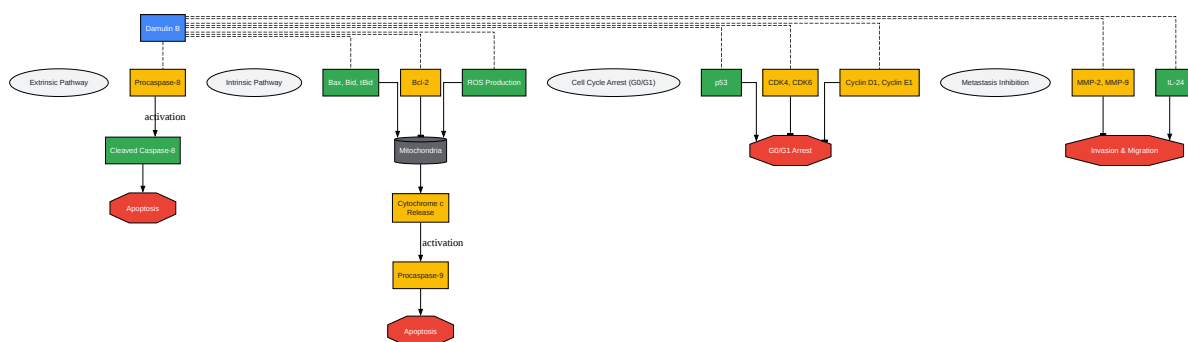 Damulin B
Extrinsic Pathway
Procaspase-8
Intrinsic Pathway
Bax, Bid, tBid
Bcl-2
ROS Production
Cell Cycle Arrest (G0/G1)
p53
CDK4, CDK6
Cyclin D1, Cyclin E1
Metastasis Inhibition
MMP-2, MMP-9
IL-24
activation
Cleaved Caspase-8
Mitochondria
G0/G1 Arrest
Invasion & Migration
Apoptosis
Cytochrome c
Release
activation
Procaspase-9
Apoptosis